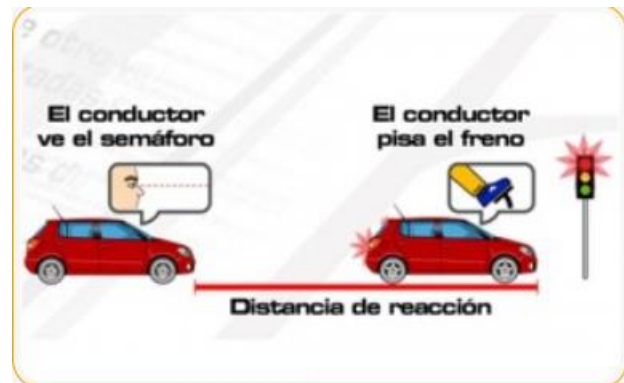 El conductor
ve el semáforo
El conductor
pisa el freno
Distancia de reacción